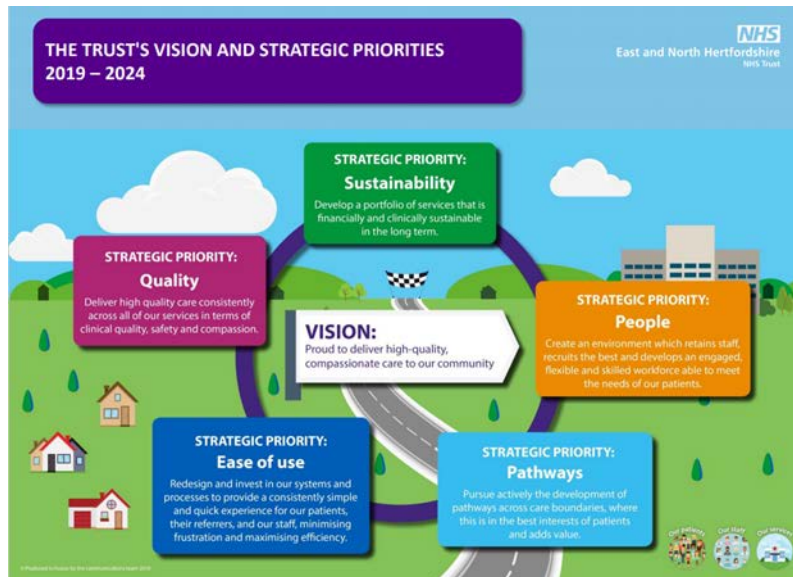 THE TRUST'S VISION AND STRATEGIC PRIORITIES
2019 – 2024
NHS
East and North Hertfordshire
NHS Trust
STRATEGIC PRIORITY:
Sustainability
Develop a portfolio of services that is
financially and clinically sustainable
in the long term.
STRATEGIC PRIORITY:
Quality
Deliver high quality care consistently
across all of our services in terms of
clinical quality, safety and compassion.
STRATEGIC PRIORITY:
People
Create an environment which retains staff,
recruits the best and develops an engaged,
flexible and skilled workforce able to meet
the needs of our patients.
VISION:
Proud to deliver high-quality,
compassionate care to our community
STRATEGIC PRIORITY:
Ease of use
Redesign and invest in our systems and
processes to provide a consistently simple
and quick experience for our patients,
their referrers, and our staff, minimising
frustration and maximising efficiency.
STRATEGIC PRIORITY:
Pathways
Pursue actively the development of
pathways across care boundaries, where
this is in the best interests of patients
and adds value.
Our patients
Our staff
Our services
Produced in-house by the communications team 2019